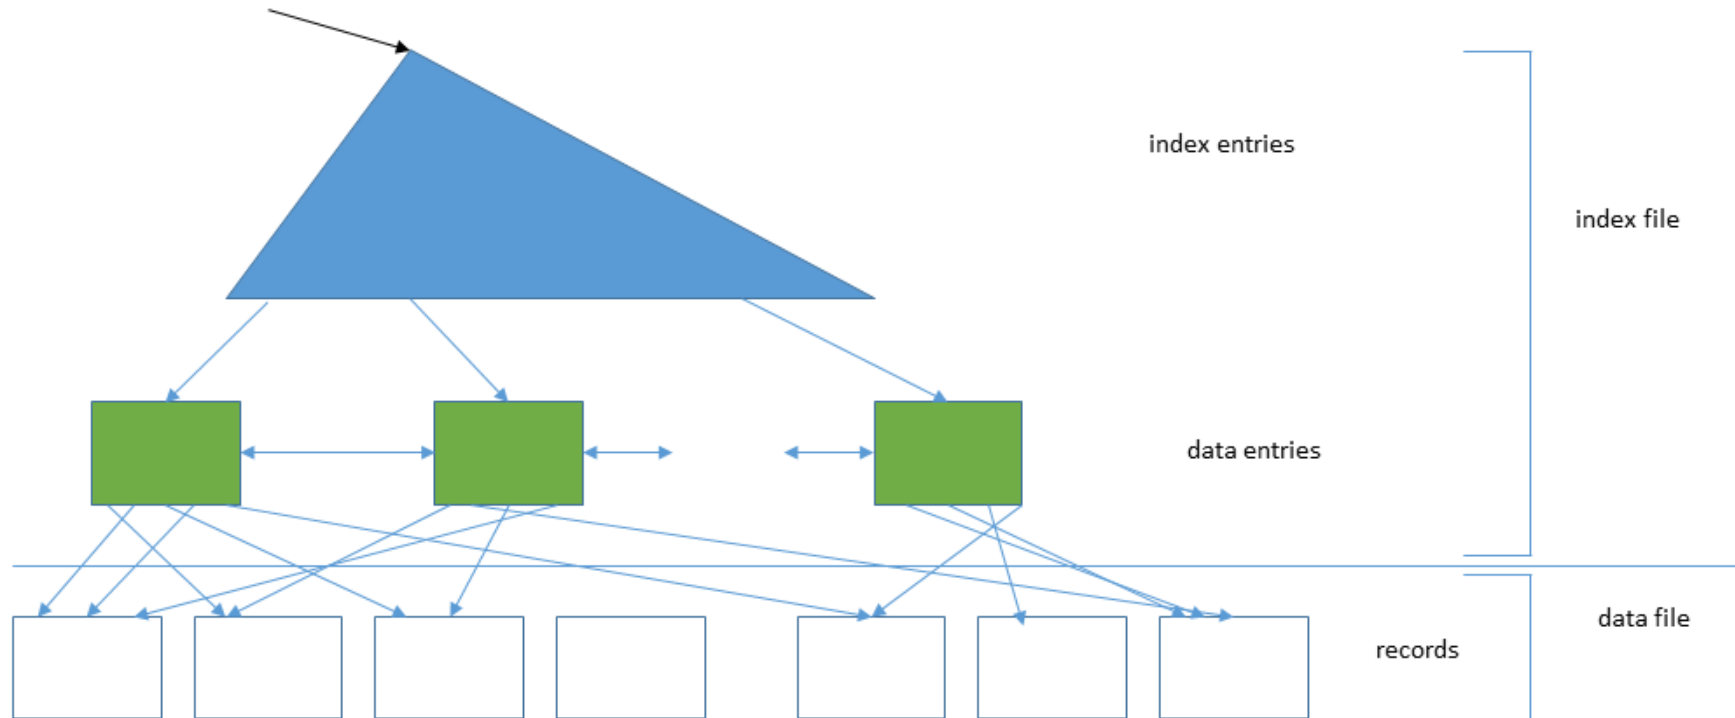 index entries
index file
data entries
data file
records